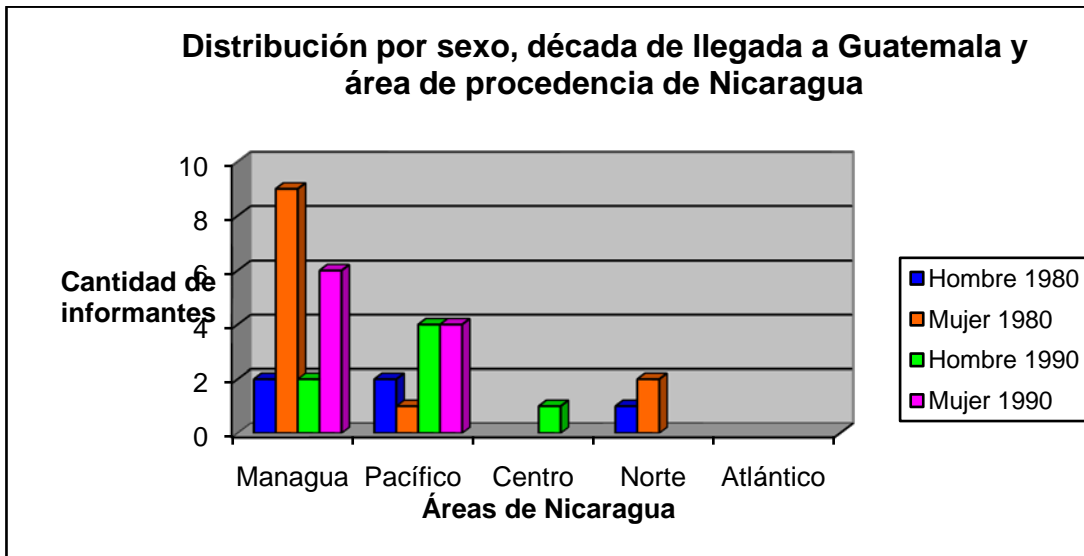 Distribución por sexo, década de llegada a Guatemala y
área de procedencia de Nicaragua
10
8
6
4
2
0
Cantidad de
informantes
Managua Pacífico Centro Norte Atlántico
Áreas de Nicaragua
Hombre 1980
Mujer 1980
Hombre 1990
Mujer 1990